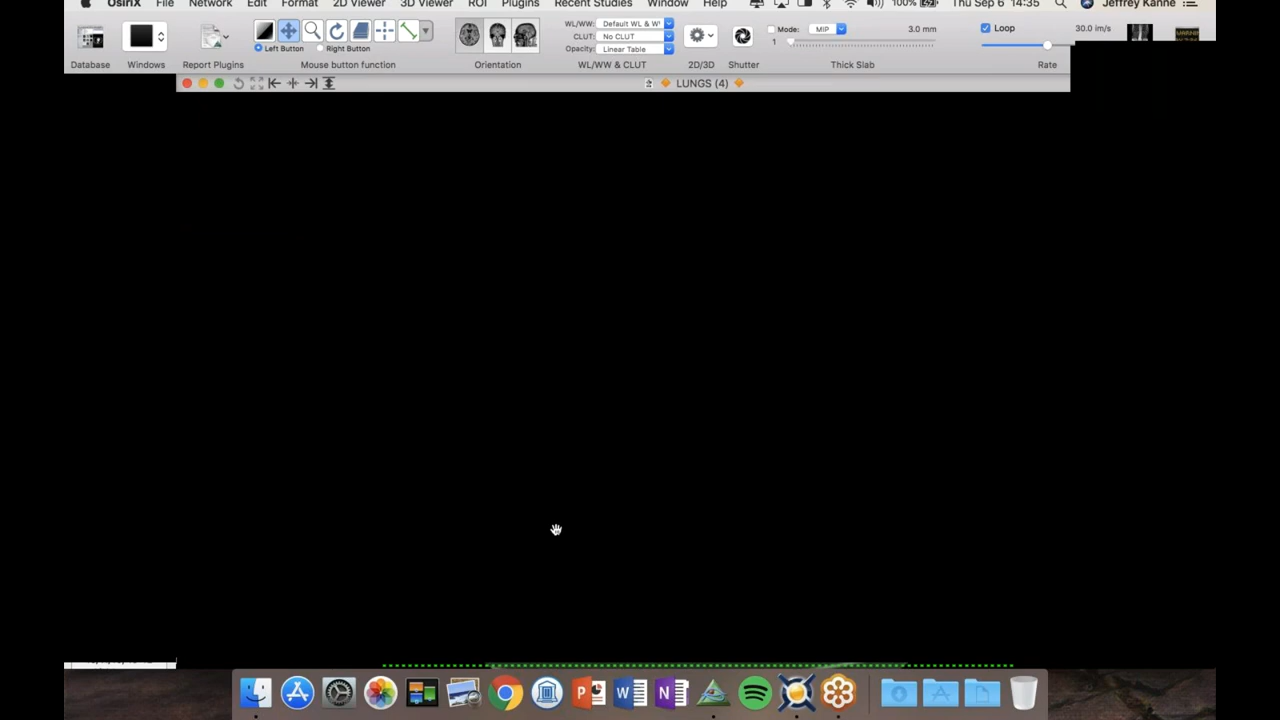 OsiriX File Network Edit Format 2D Viewer 3D Viewer ROI Plugins Recent Studies Window Help 100% Thu Sep 6 14:35 Jeffrey Kanne
WL/WW: Default WL & W Mode: MIP 3.0 mm Loop 30.0 im/s
CLUT: No CLUT 1
Left Button Right Button Opacity: Linear Table
Database Windows Report Plugins Mouse button function Orientation WL/WW & CLUT 2D/3D Shutter Thick Slab Rate
LUNGS (4)
P W N